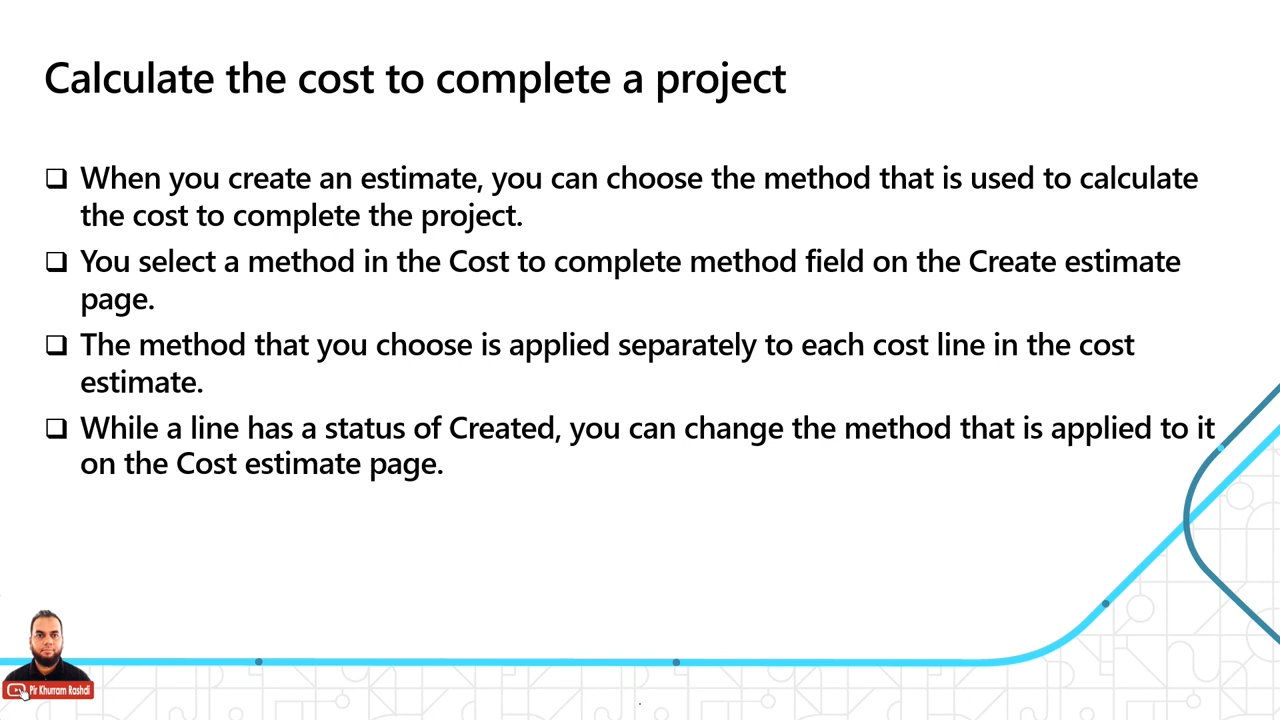 Calculate the cost to complete a project
❑ When you create an estimate, you can choose the method that is used to calculate
the cost to complete the project.
❑ You select a method in the Cost to complete method field on the Create estimate
page.
❑ The method that you choose is applied separately to each cost line in the cost
estimate.
❑ While a line has a status of Created, you can change the method that is applied to it
on the Cost estimate page.
Pir Khurram Rashdi